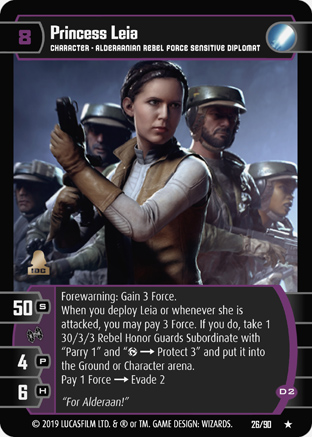 8
Princess Leia
CHARACTER - ALDERAANIAN REBEL FORCE SENSITIVE DIPLOMAT
IDC
50 S
4 P
6 H
Forewarning: Gain 3 Force.
When you deploy Leia or whenever she is
attacked, you may pay 3 Force. If you do, take 1
30/3/3 Rebel Honor Guards Subordinate with
"Parry 1" and " → Protect 3" and put it into
the Ground or Character arena.
Pay 1 Force → Evade 2
D2
"For Alderaan!"
© 2019 LUCASFILM LTD. & ® or TM. GAME DESIGN: WIZARDS. 26/90 ★